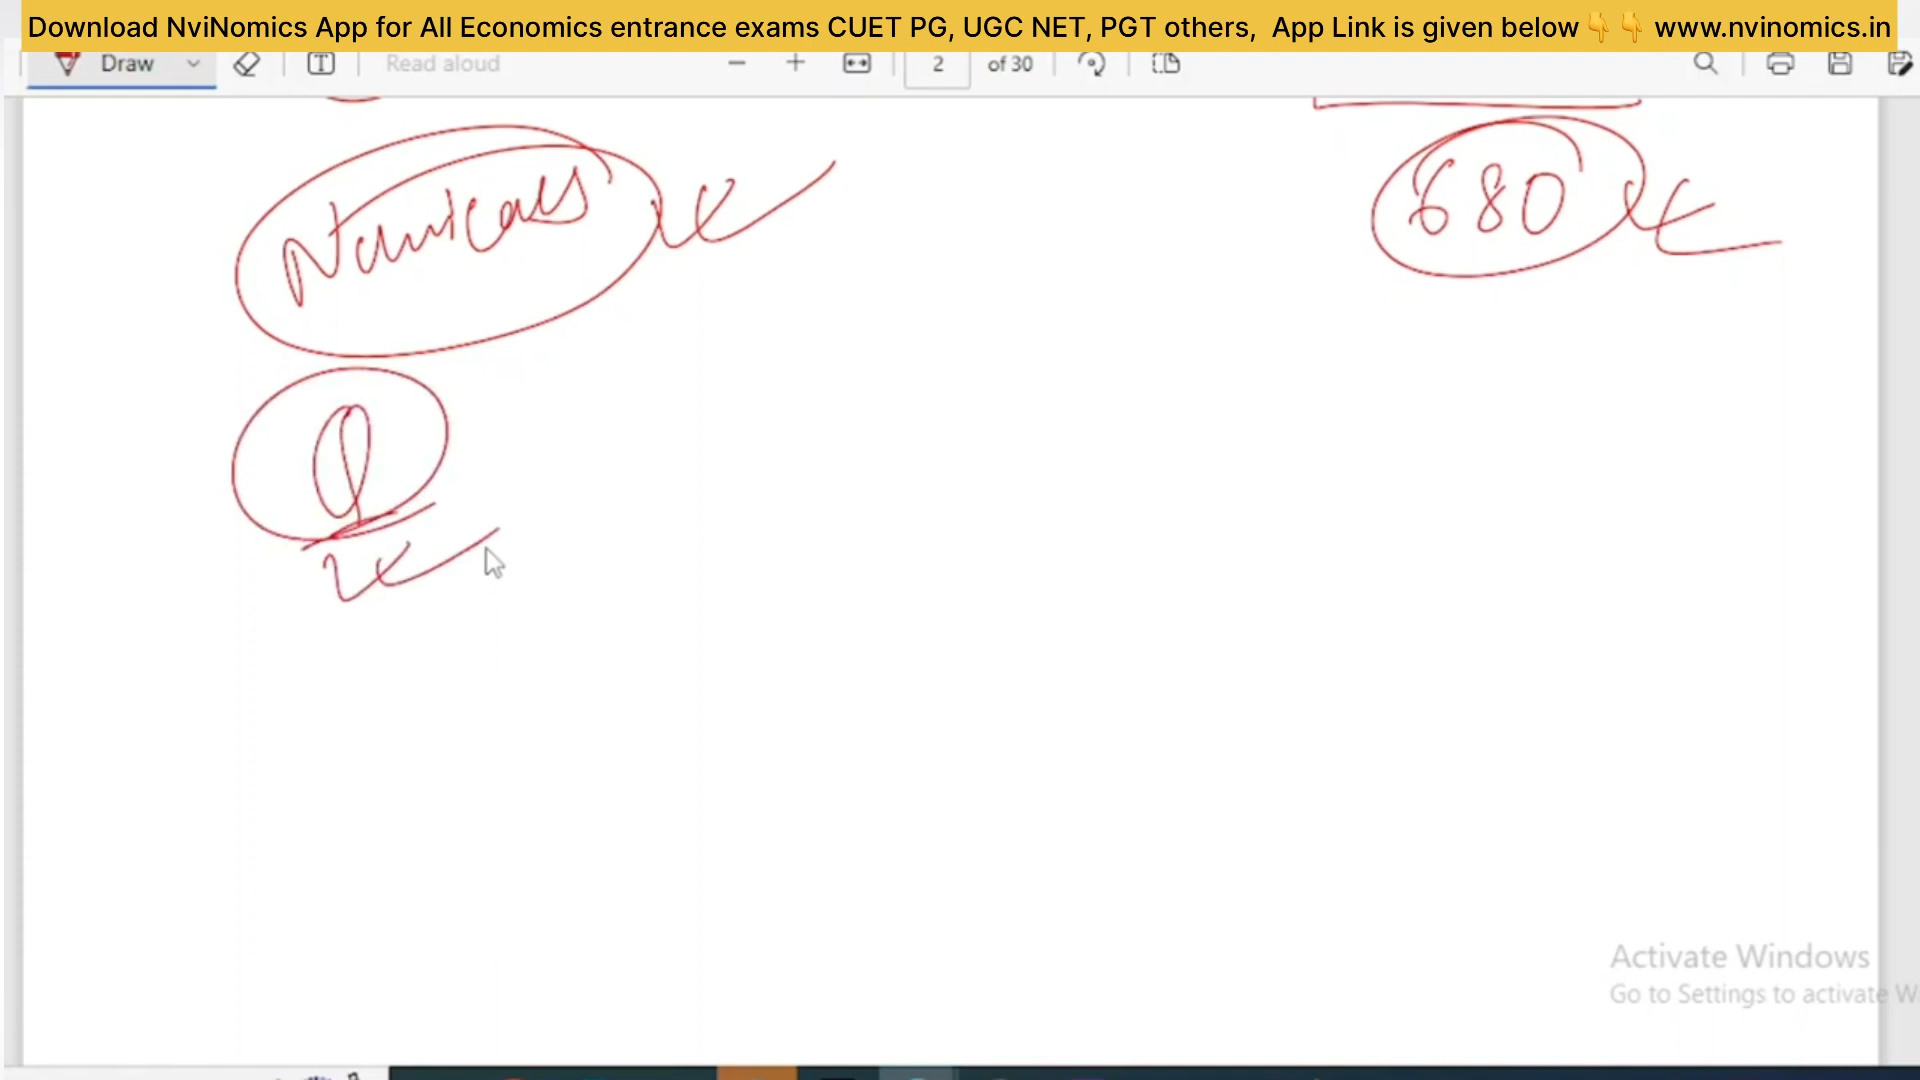 Download NviNomics App for All Economics entrance exams CUET PG, UGC NET, PGT others, App Link is given below👇👇 www.nvinomics.in
Draw Read aloud 2 of 30
680
Q
Activate Windows
Go to Settings to activate W